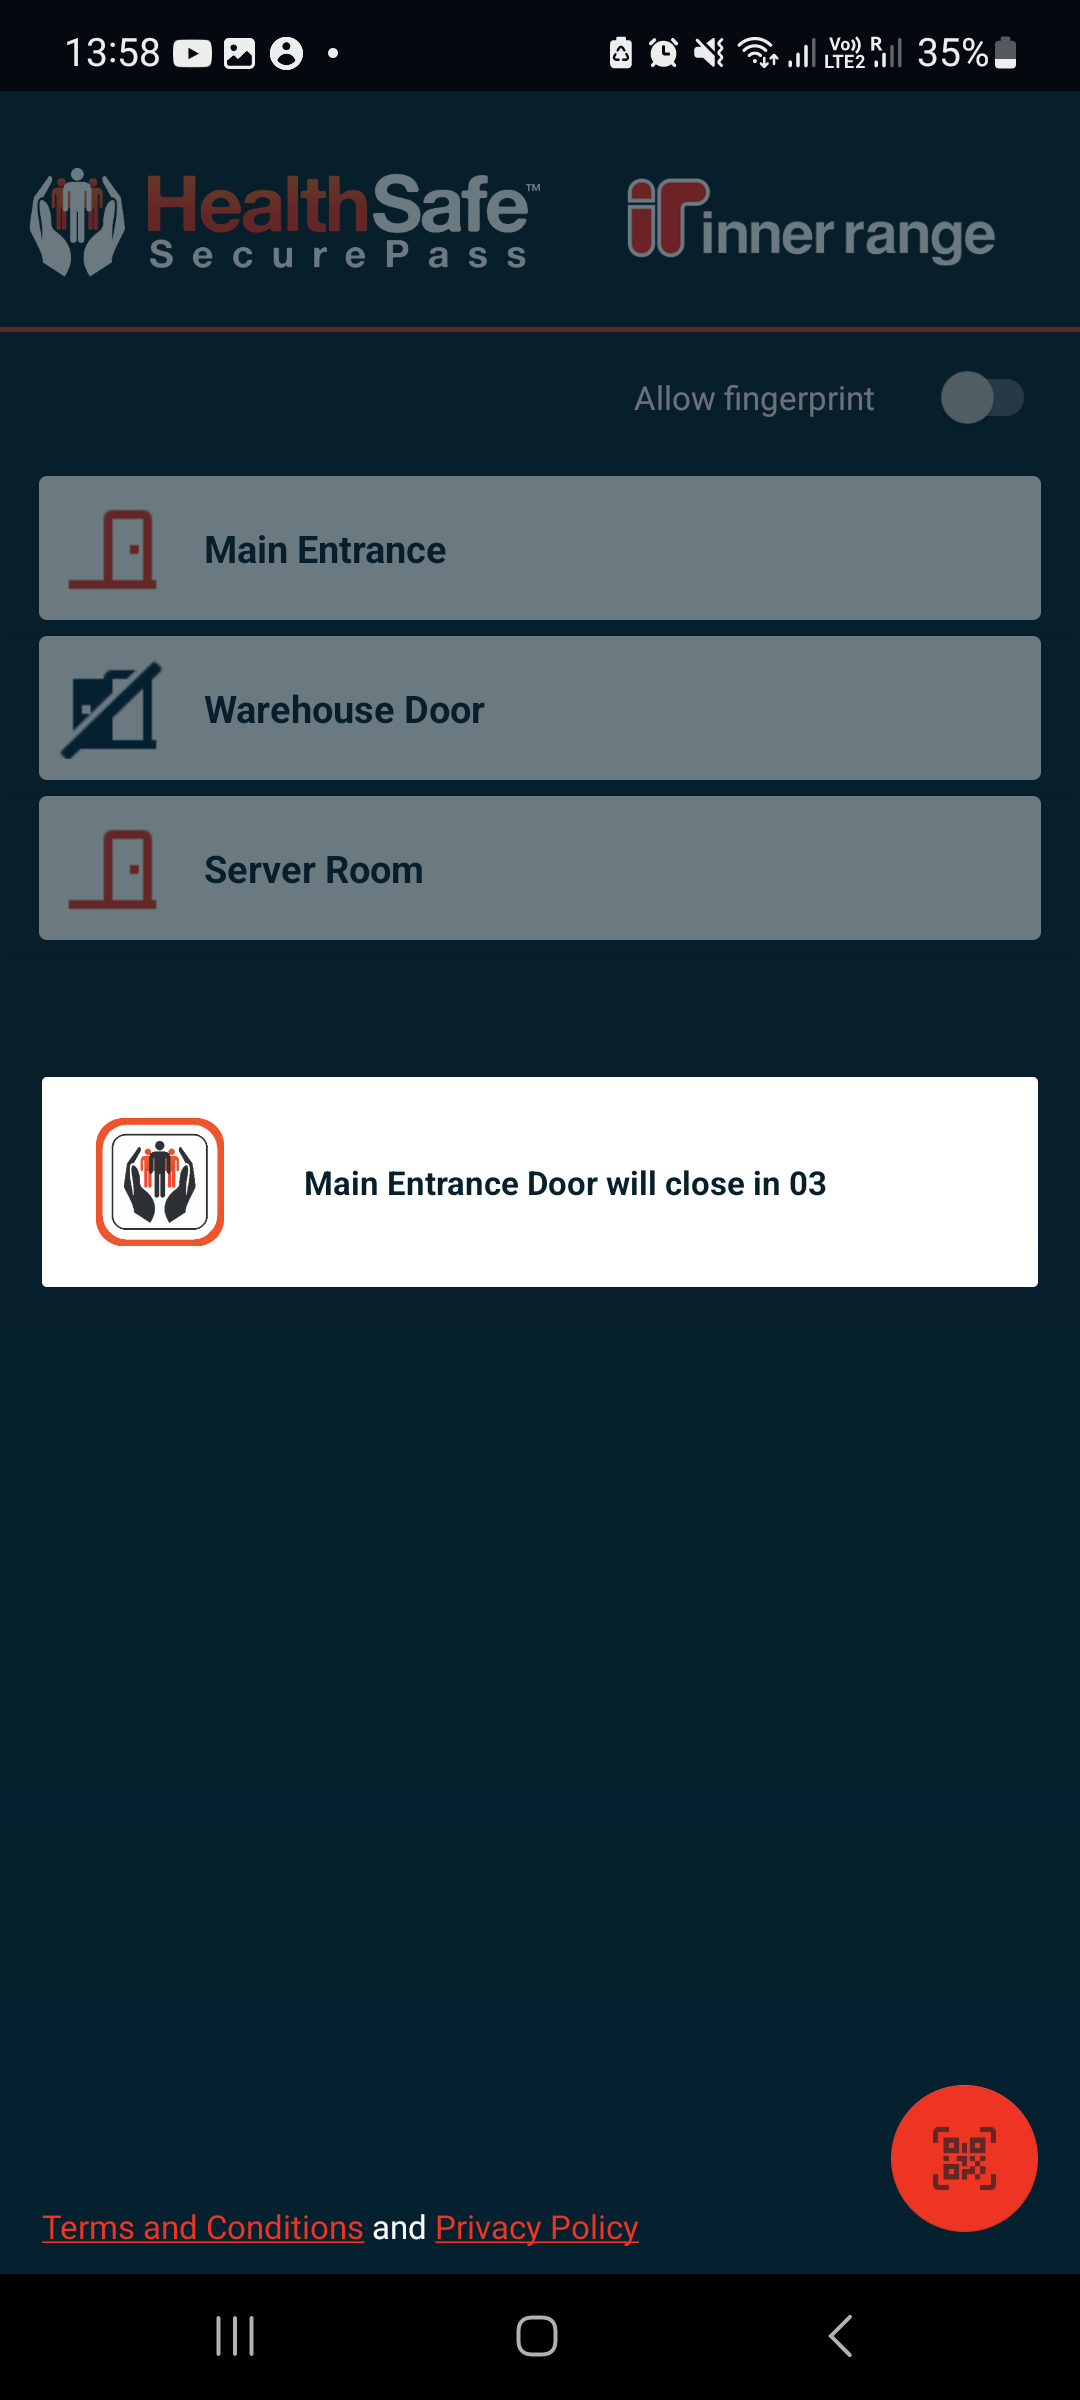 13:58
Vo)) R
LTE2
35%
HealthSafe™
SecurePass
inner range
Allow fingerprint
Main Entrance
Warehouse Door
Server Room
Main Entrance Door will close in 03
Terms and Conditions and Privacy Policy